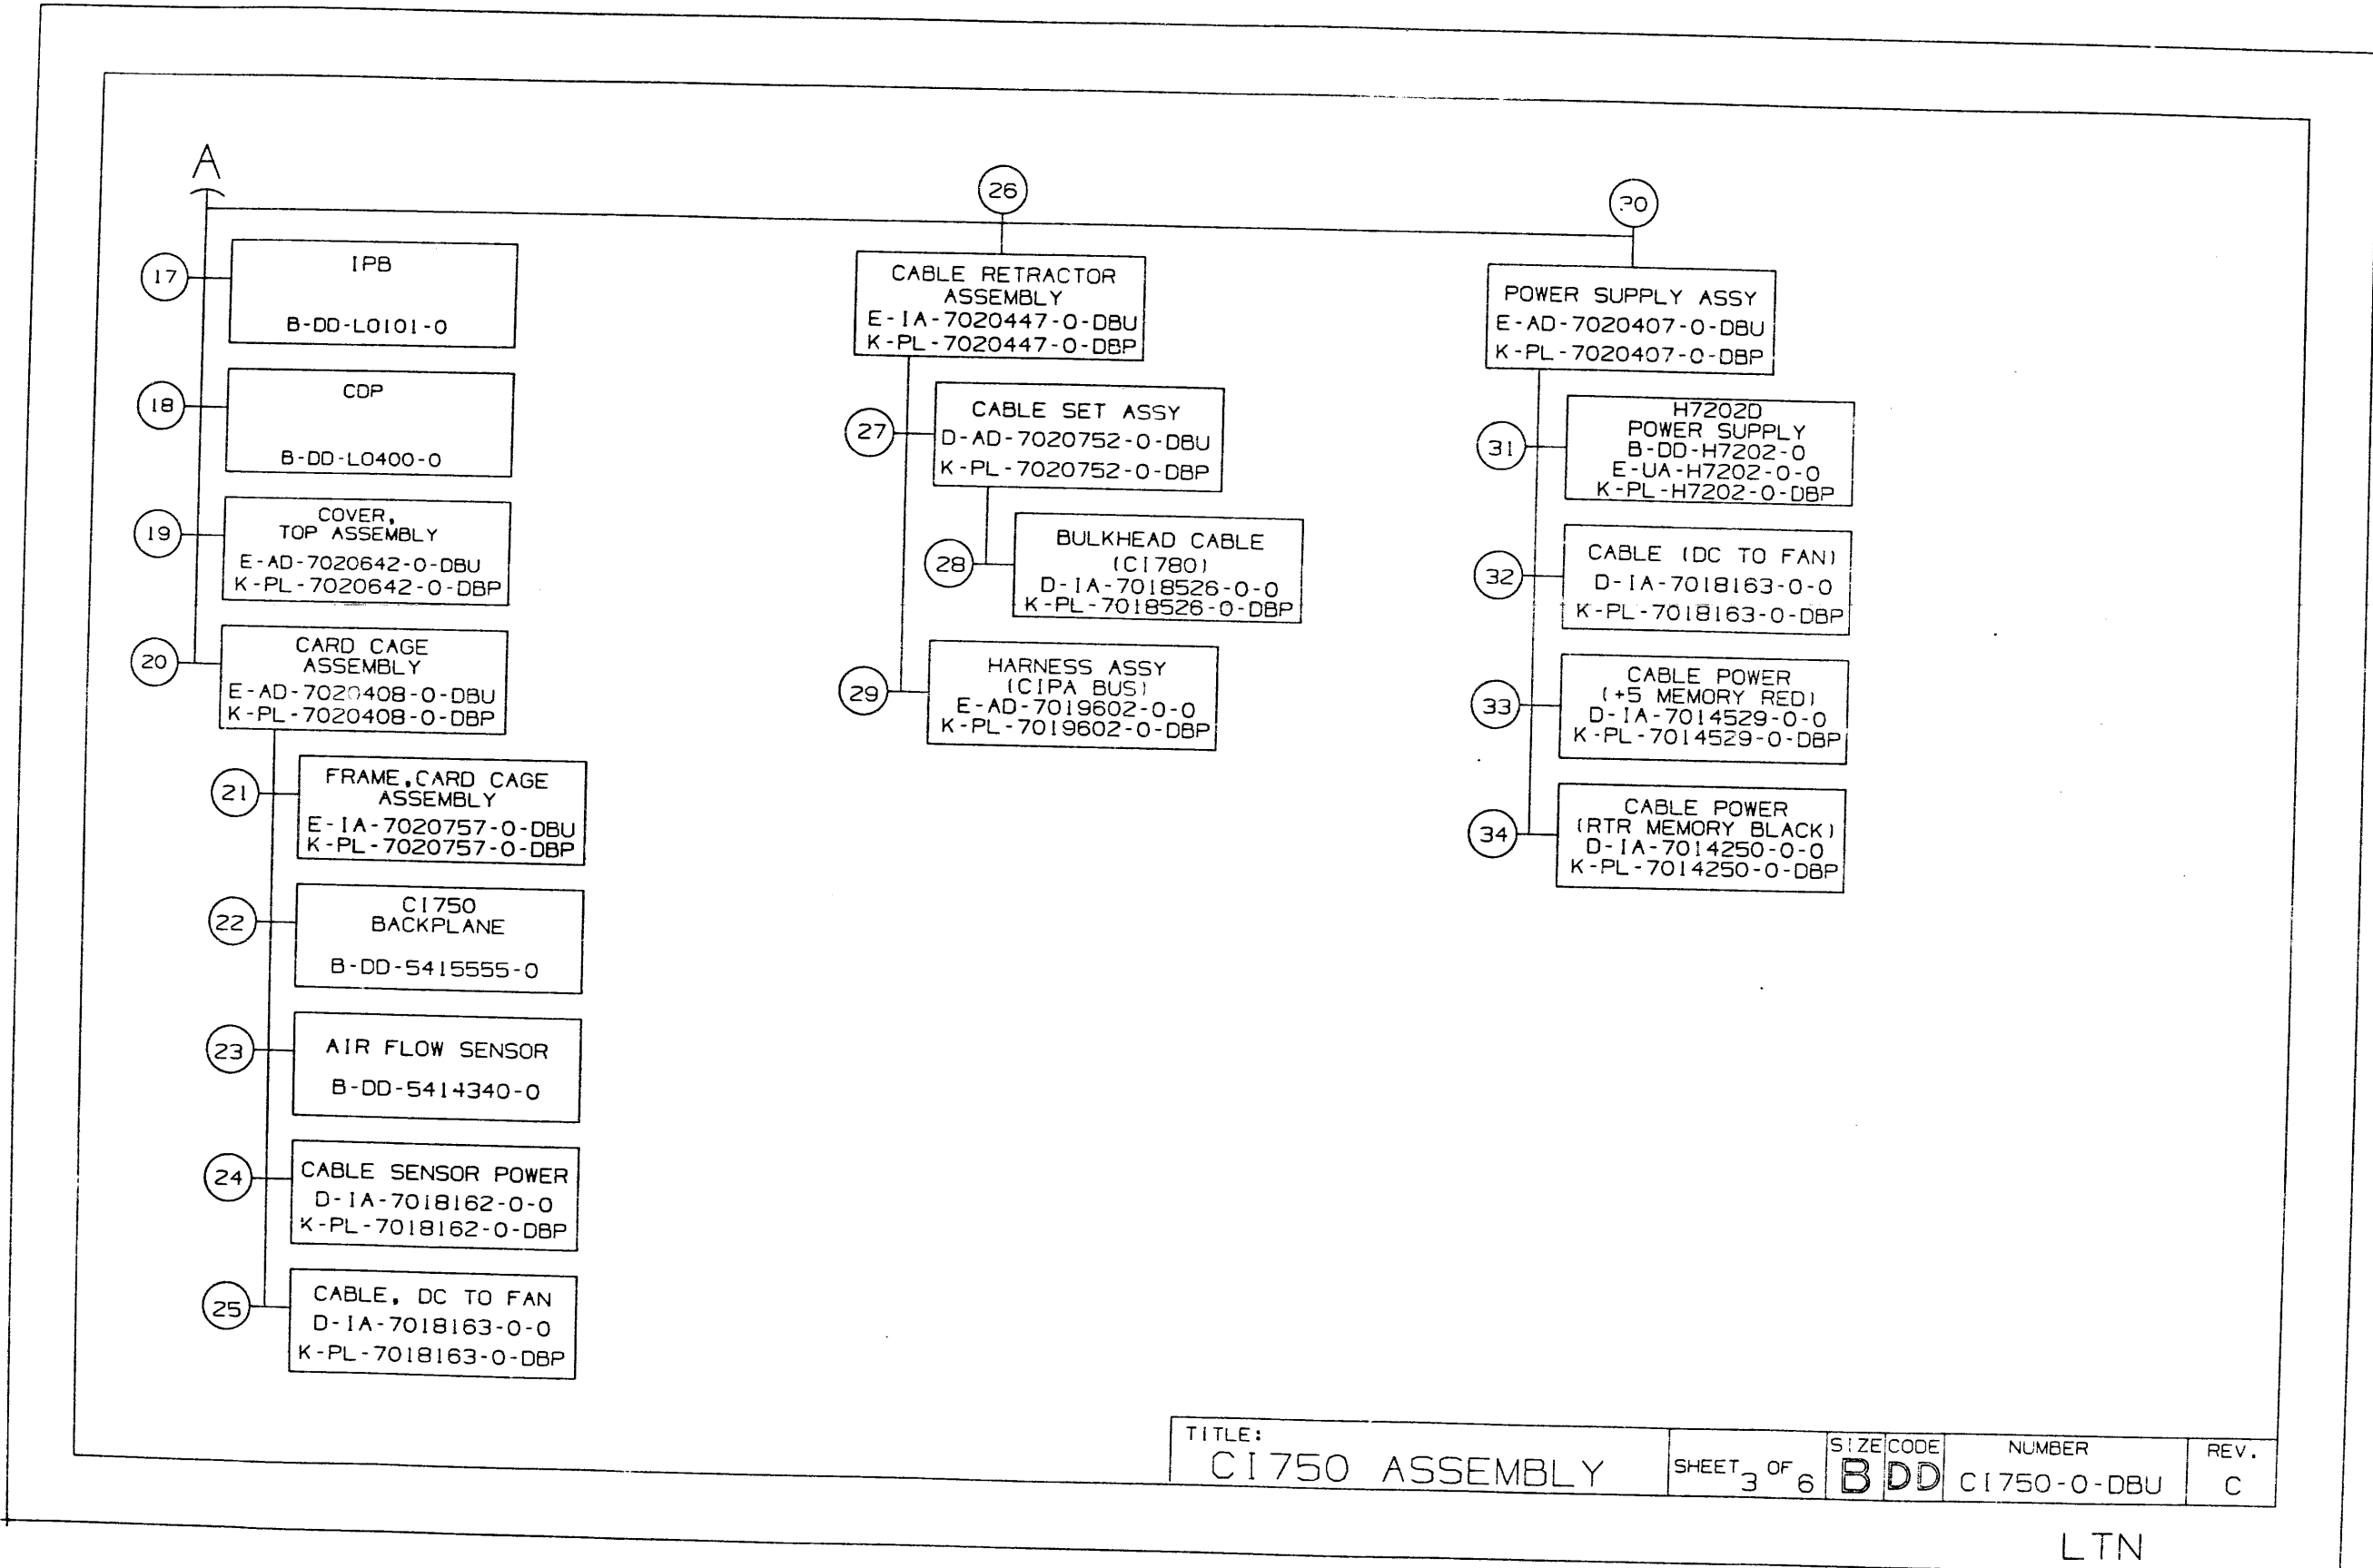 A
17
IPB
B-DD-L0101-0
18
CDP
B-DD-L0400-0
19
COVER,
TOP ASSEMBLY
E-AD-7020642-0-DBU
K-PL-7020642-0-DBP
20
CARD CAGE
ASSEMBLY
E-AD-7020408-0-DBU
K-PL-7020408-0-DBP
21
FRAME,CARD CAGE
ASSEMBLY
E-IA-7020757-0-DBU
K-PL-7020757-0-DBP
22
CI750
BACKPLANE
B-DD-5415555-0
23
AIR FLOW SENSOR
B-DD-5414340-0
24
CABLE SENSOR POWER
D-IA-7018162-0-0
K-PL-7018162-0-DBP
25
CABLE, DC TO FAN
D-IA-7018163-0-0
K-PL-7018163-0-DBP
26
CABLE RETRACTOR
ASSEMBLY
E-IA-7020447-0-DBU
K-PL-7020447-0-DBP
27
CABLE SET ASSY
D-AD-7020752-0-DBU
K-PL-7020752-0-DBP
28
BULKHEAD CABLE
(CI780)
D-IA-7018526-0-0
K-PL-7018526-0-DBP
29
HARNESS ASSY
(CIPA BUS)
E-AD-7019602-0-0
K-PL-7019602-0-DBP
30
POWER SUPPLY ASSY
E-AD-7020407-0-DBU
K-PL-7020407-0-DBP
31
H7202D
POWER SUPPLY
B-DD-H7202-0
E-UA-H7202-0-0
K-PL-H7202-0-DBP
32
CABLE (DC TO FAN)
D-IA-7018163-0-0
K-PL-7018163-0-DBP
33
CABLE POWER
(+5 MEMORY RED)
D-IA-7014529-0-0
K-PL-7014529-0-DBP
34
CABLE POWER
(RTR MEMORY BLACK)
D-IA-7014250-0-0
K-PL-7014250-0-DBP
TITLE:
CI750 ASSEMBLY
SHEET 3 OF 6
SIZE
B
CODE
DD
NUMBER
CI750-0-DBU
REV.
C
LTN